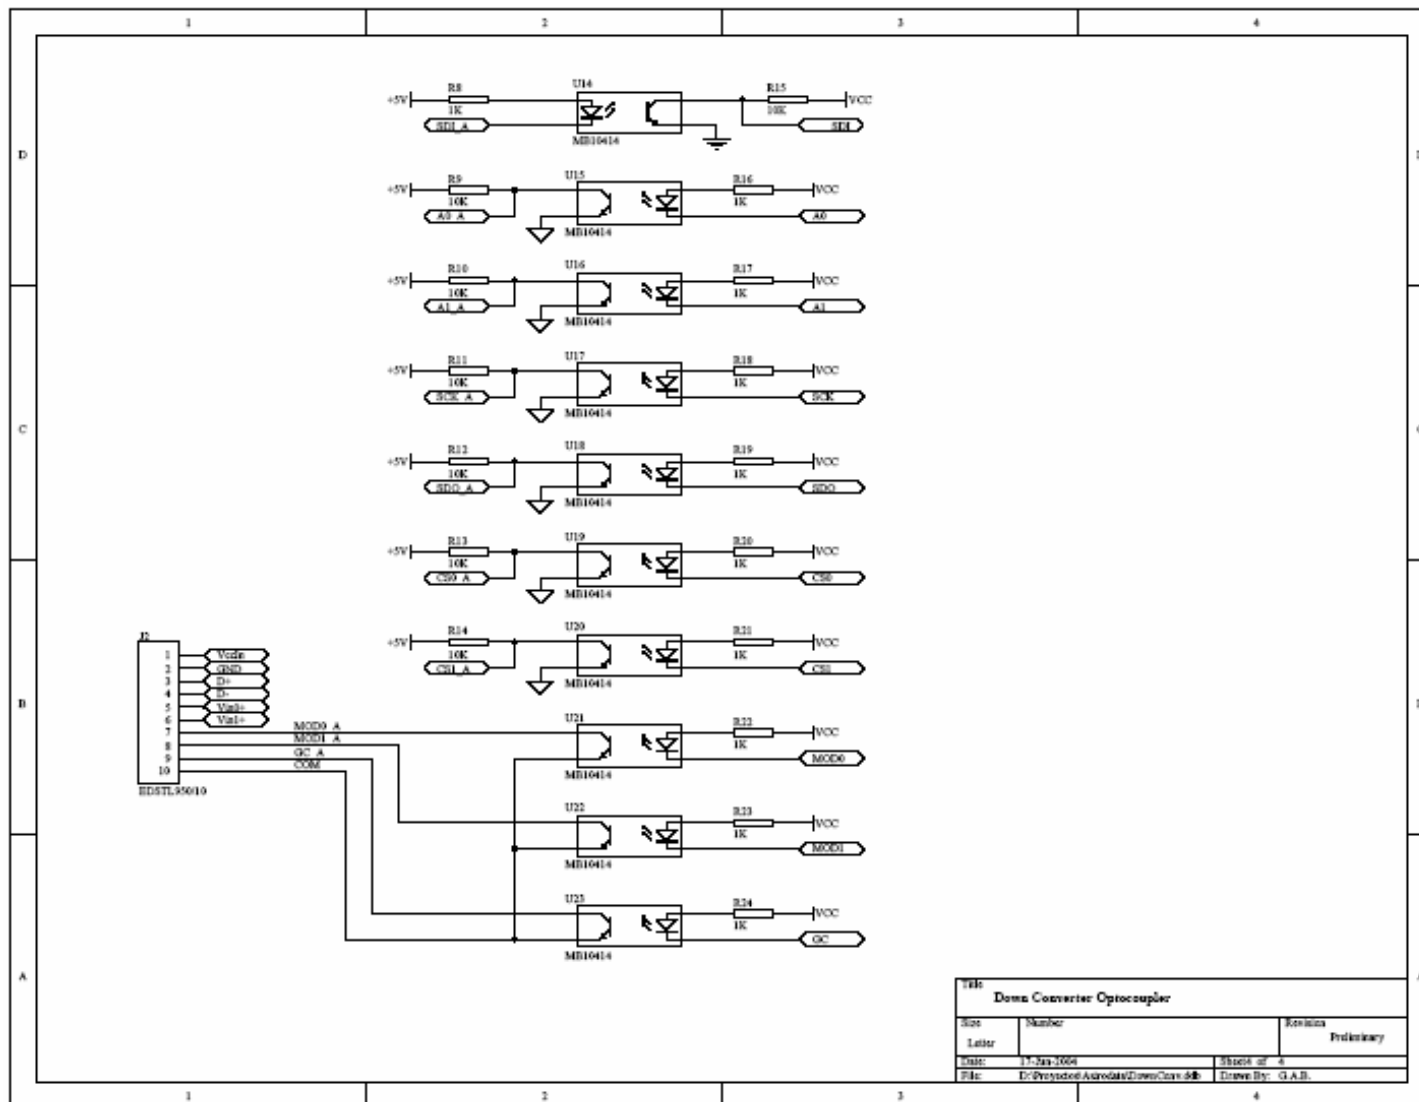 1 2 3 4
U14
R8 R15
+5V VCC
1K 10K
SDI_A SDI
MB10414
D
U15
R9 R16
+5V VCC
10K 1K
A0_A A0
MB10414
U16
R10 R17
+5V VCC
10K 1K
A1_A A1
MB10414
U17
R11 R18
+5V VCC
10K 1K
SCK_A SCK
MB10414
C
U18
R12 R19
+5V VCC
10K 1K
SDO_A SDO
MB10414
U19
R13 R20
+5V VCC
10K 1K
CS0_A CS0
MB10414
U20
R14 R21
+5V VCC
10K 1K
CS1_A CS1
MB10414
J2
1 VccIn
2 GND
3 D+
4 D-
5 Vin0+
6 Vin1+
7 MOD0_A
8 MOD1_A
9 GC_A
10 COM
EDSTL950/10
B
U21
R22
VCC
1K
MOD0
MB10414
U22
R23
VCC
1K
MOD1
MB10414
U23
R24
VCC
1K
GC
MB10414
A
Title
Down Converter Optocoupler
Size Number Revision
Letter Preliminary
Date: 17-Jun-2004 Sheet4 of 4
File: D:\Proyectos\Aerodata\DownConv.ddb Drawn By: G.A.B.
1 2 3 4